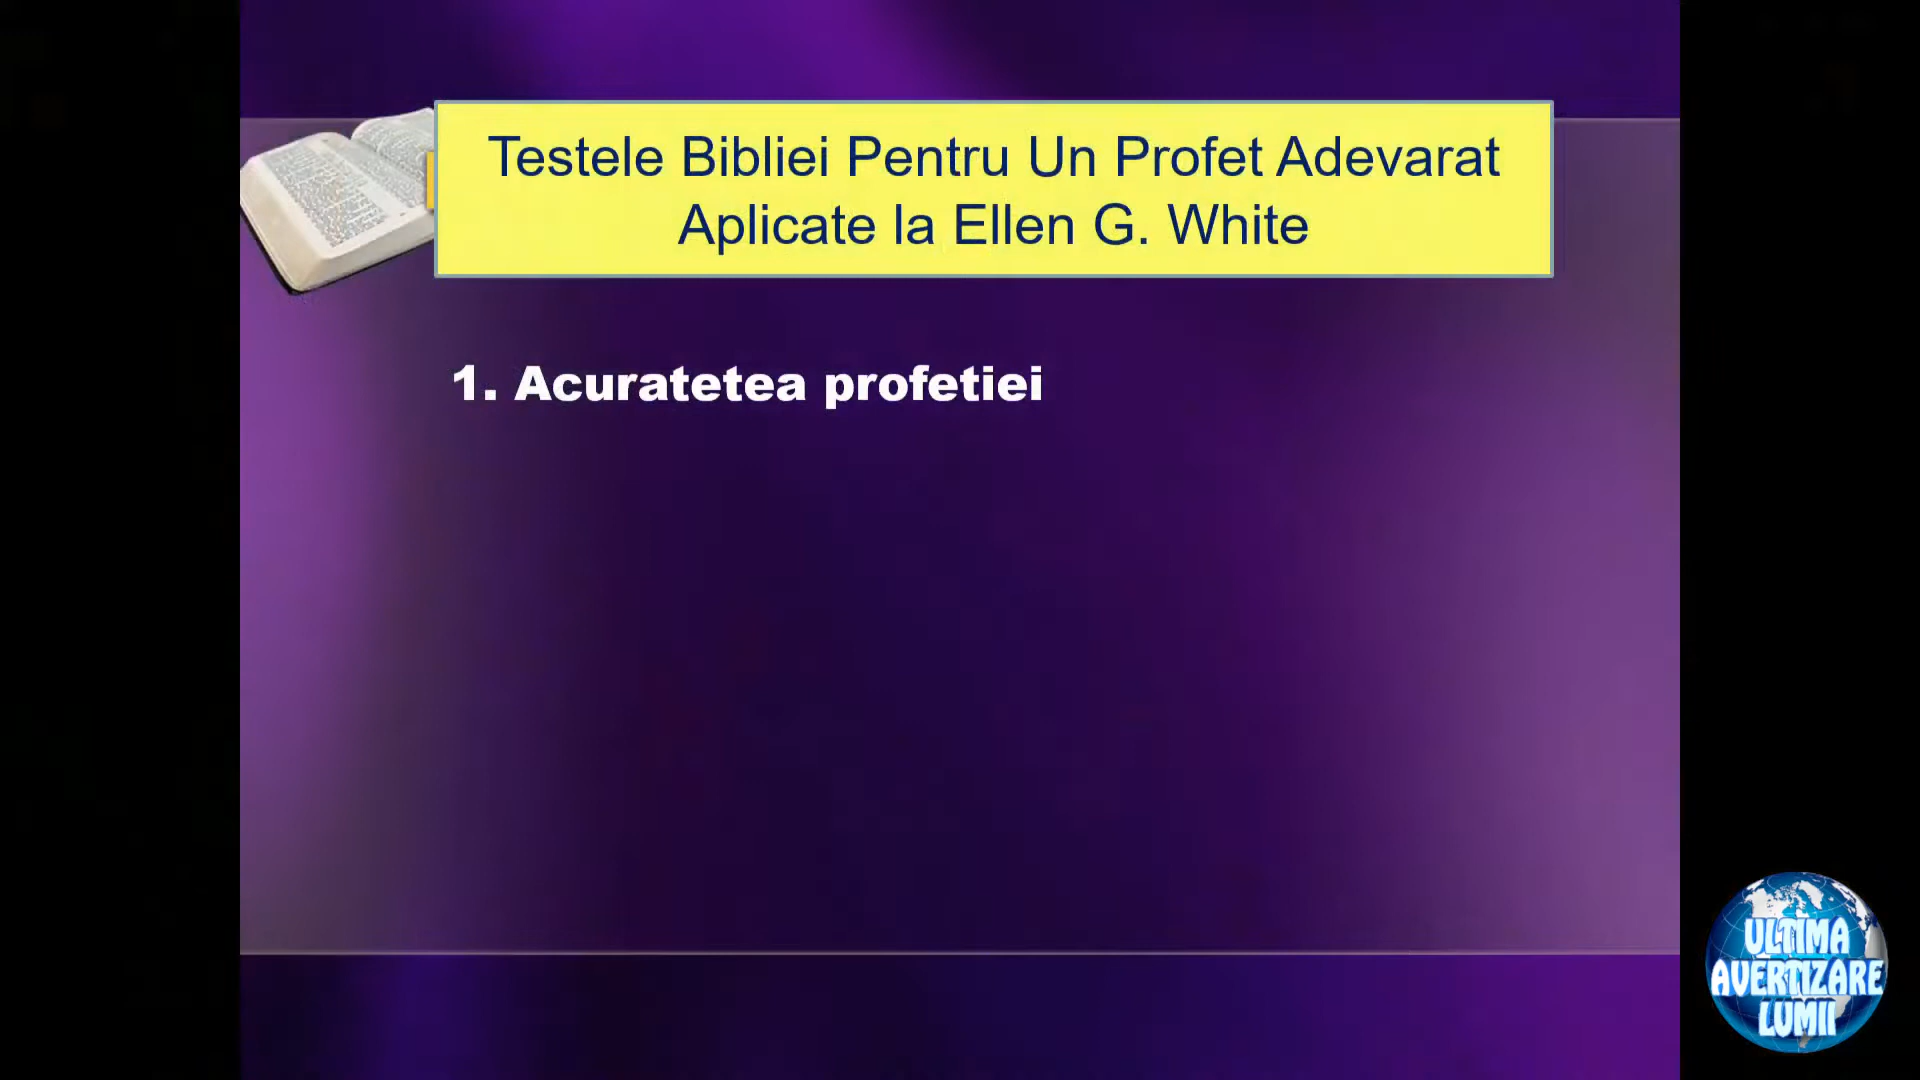 Testele Bibliei Pentru Un Profet Adevarat
Aplicate la Ellen G. White
1. Acuratetea profetiei
ULTIMA
AVERTIZARE
LUMII